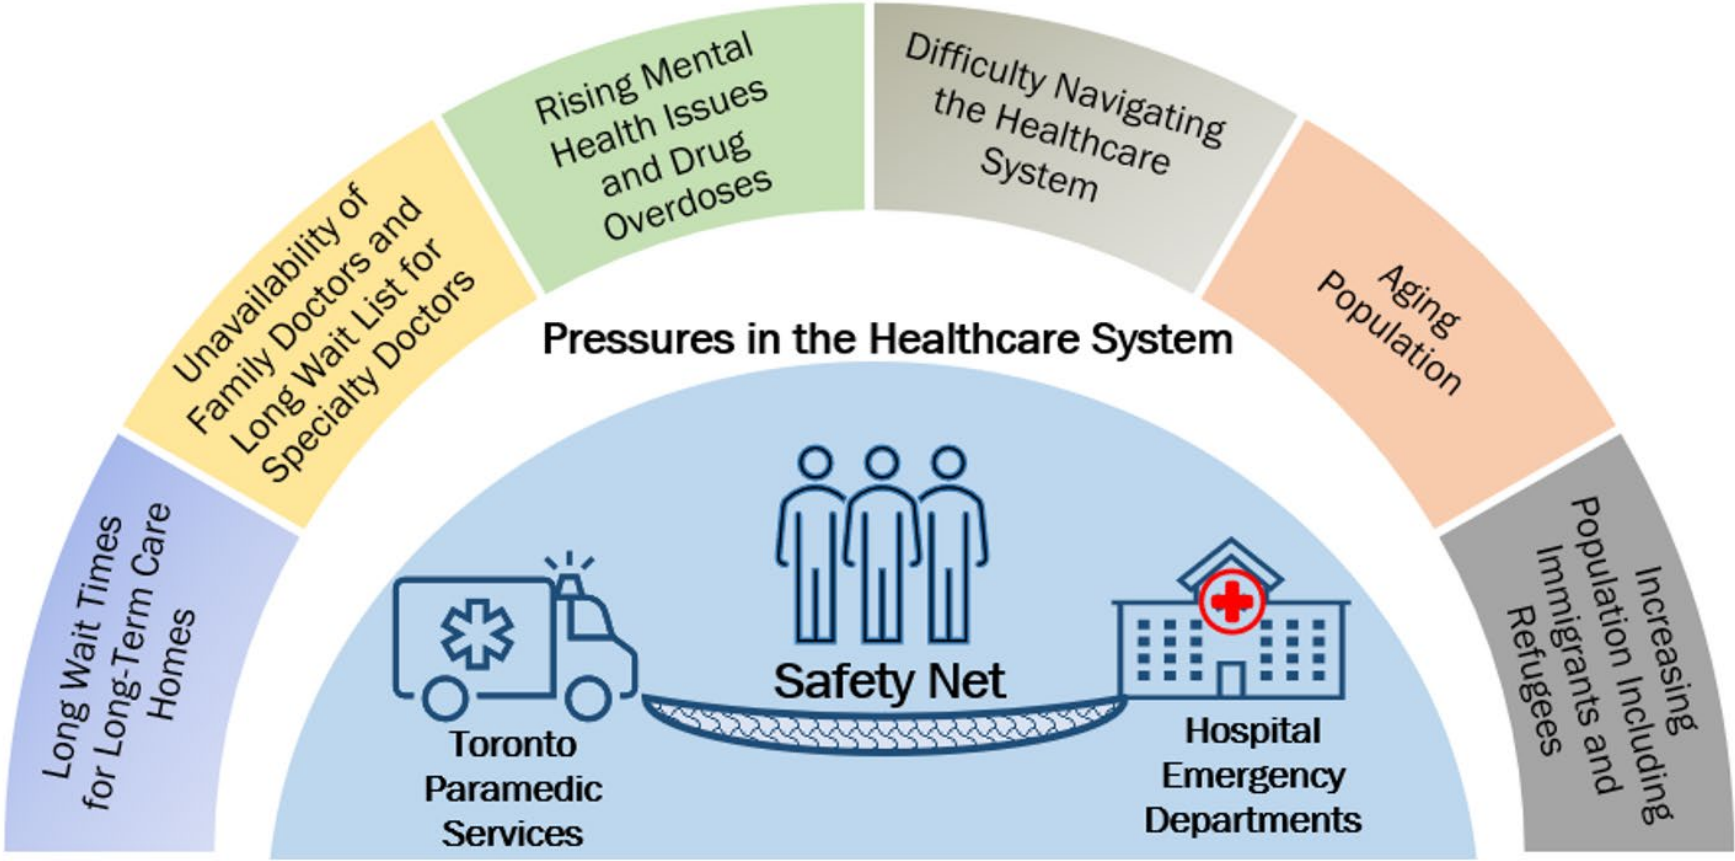 Long Wait Times
for Long-Term Care
Homes
Unavailability of
Family Doctors and
Long Wait List for
Specialty Doctors
Rising Mental
Health Issues
and Drug
Overdoses
Difficulty Navigating
the Healthcare
System
Aging
Population
Increasing
Population Including
Immigrants and
Refugees
Pressures in the Healthcare System
Safety Net
Toronto
Paramedic
Services
Hospital
Emergency
Departments